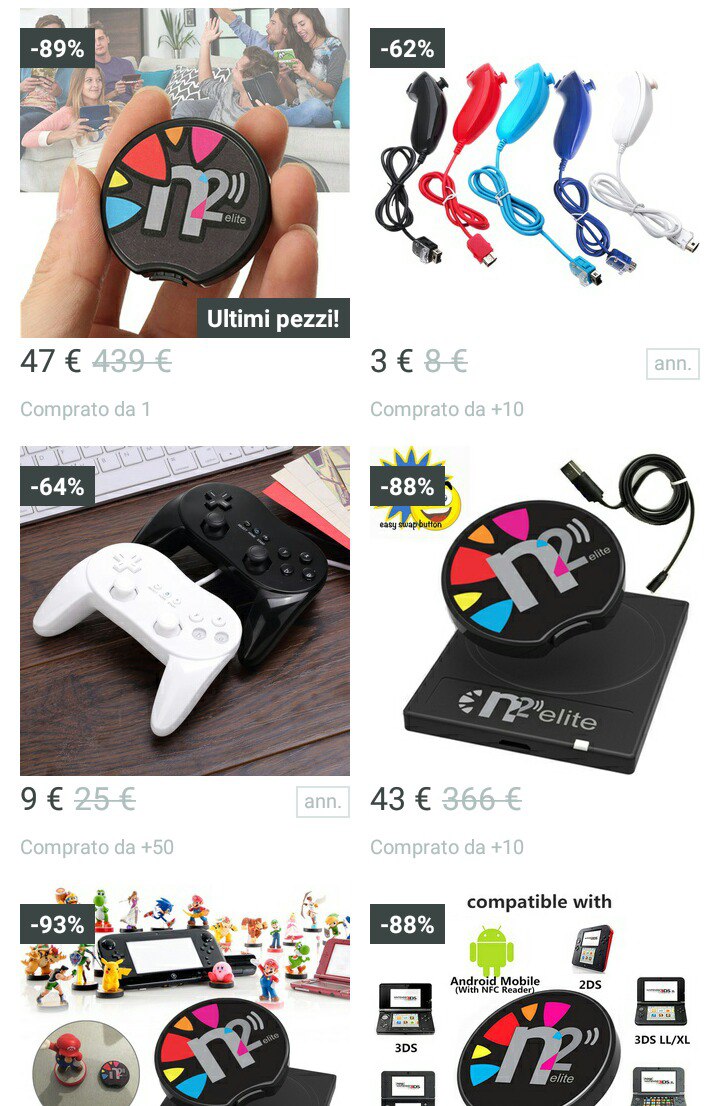 -89%
n2 elite
Ultimi pezzi!
47 € 439 €
Comprato da 1
-62%
3 € 8 €
ann.
Comprato da +10
-64%
9 € 25 €
ann.
Comprato da +50
-88%
easy swap button
n2 elite
n2 elite
43 € 366 €
Comprato da +10
-93%
n2 elite
-88%
compatible with
Android Mobile
(With NFC Reader)
2DS
3DS
3DS LL/XL
n2 elite